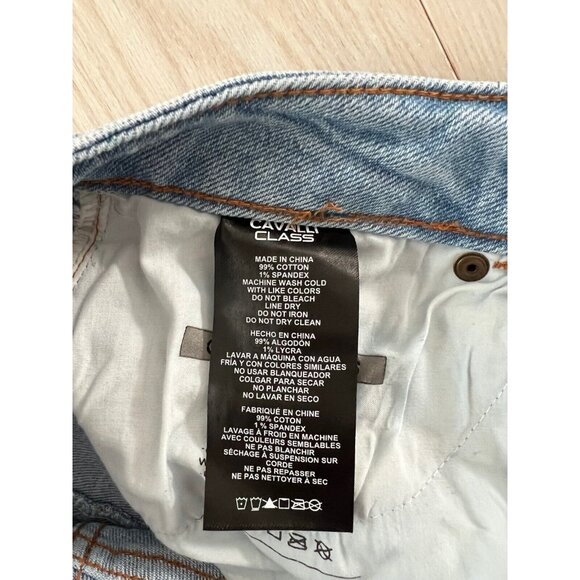 CAVALLI
CLASS
MADE IN CHINA
99% COTTON
1% SPANDEX
MACHINE WASH COLD
WITH LIKE COLORS
DO NOT BLEACH
LINE DRY
DO NOT IRON
DO NOT DRY CLEAN
HECHO EN CHINA
99% ALGODÓN
1% LYCRA
LAVAR A MÁQUINA CON AGUA
FRÍA Y CON COLORES SIMILARES
NO USAR BLANQUEADOR
COLGAR PARA SECAR
NO PLANCHAR
NO LAVAR EN SECO
FABRIQUÉ EN CHINE
99% COTON
1% SPANDEX
LAVAGE À FROID EN MACHINE
AVEC COULEURS SEMBLABLES
NE PAS BLANCHIR
SÉCHAGE À SUSPENSION SUR
CORDE
NE PAS REPASSER
NE PAS NETTOYER À SEC